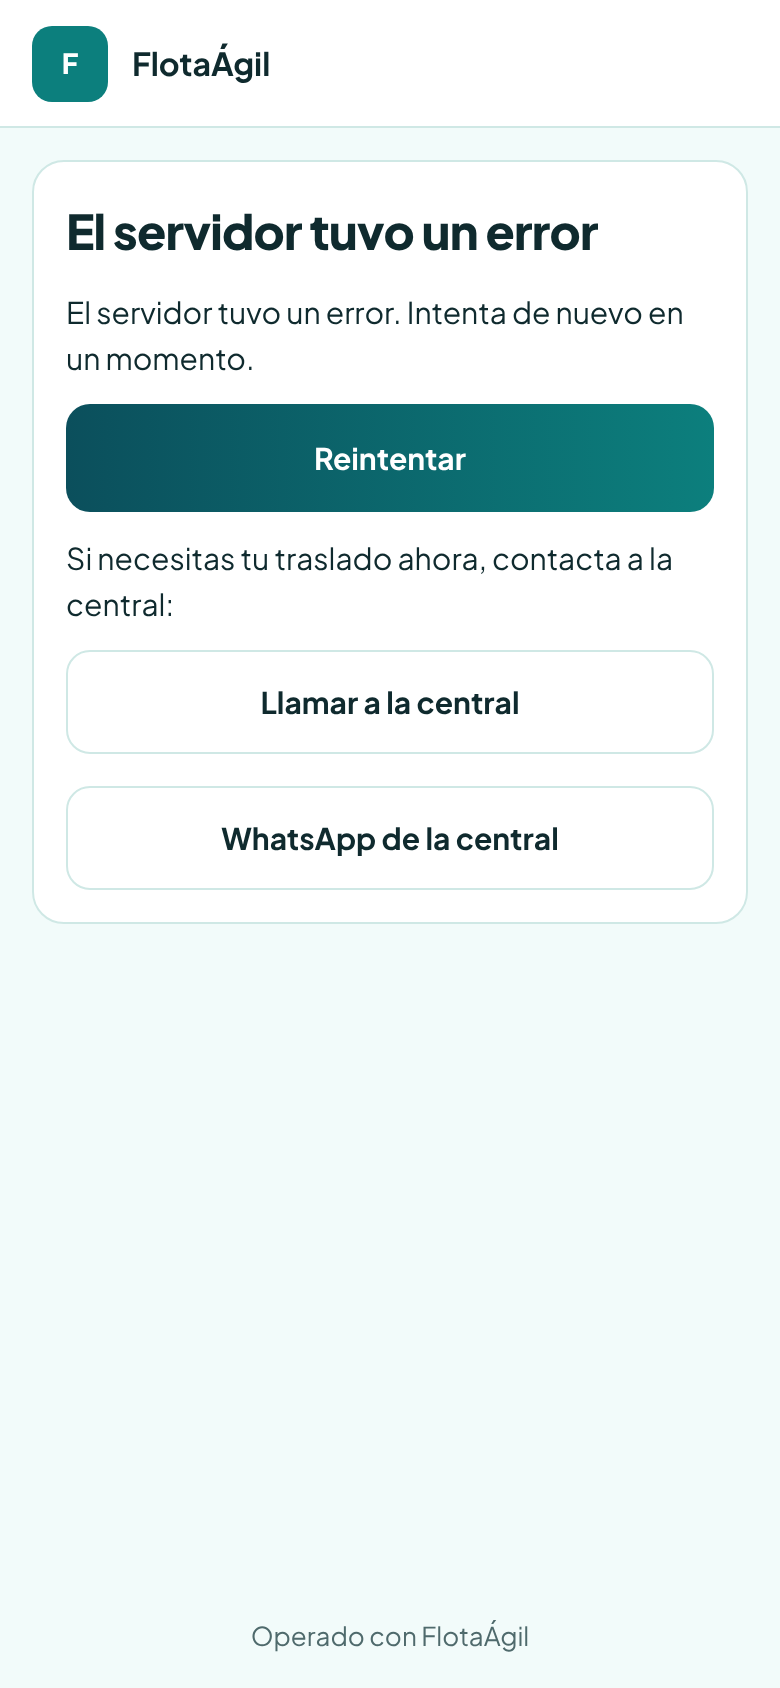 F
FlotaÁgil
El servidor tuvo un error
El servidor tuvo un error. Intenta de nuevo en
un momento.
Reintentar
Si necesitas tu traslado ahora, contacta a la
central:
Llamar a la central
WhatsApp de la central
Operado con FlotaÁgil